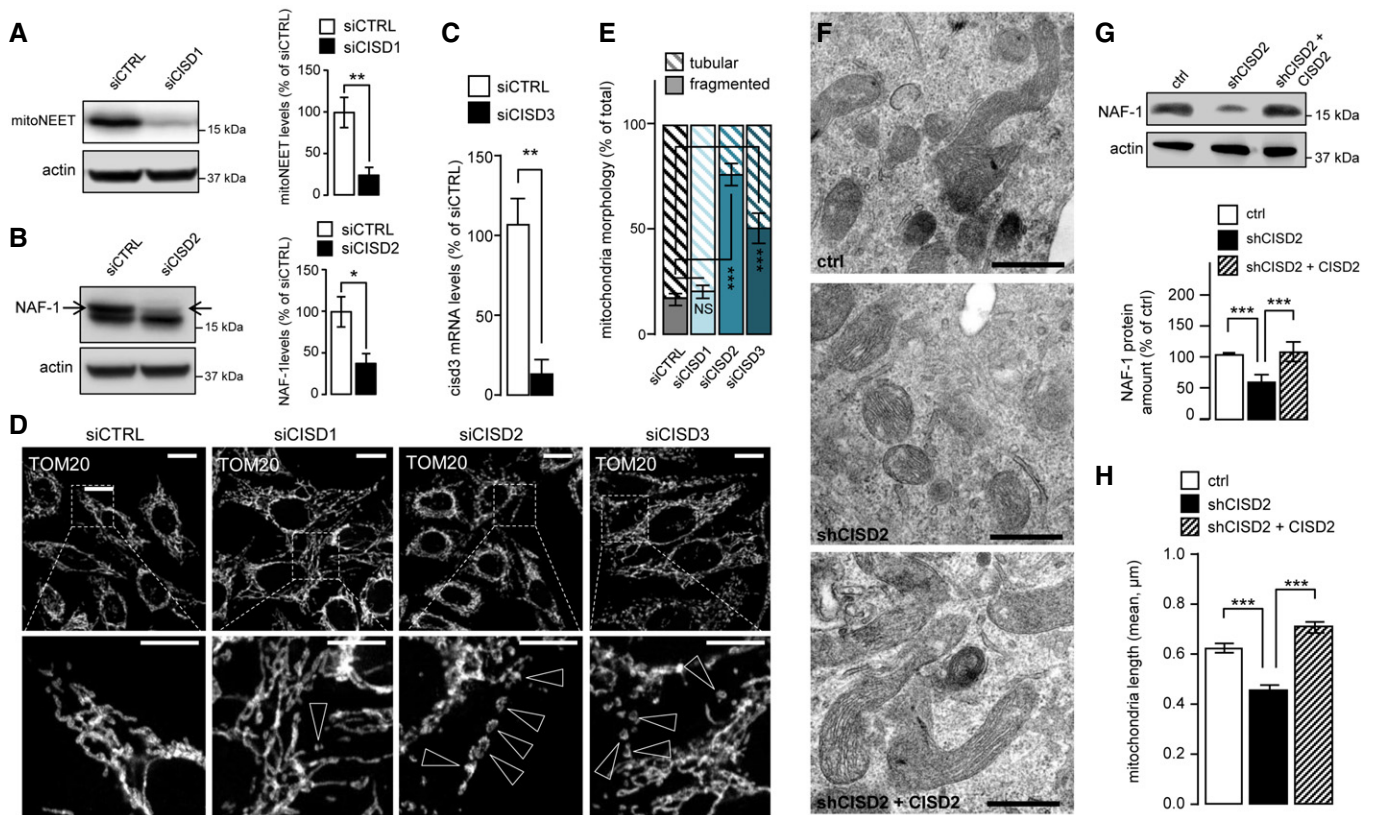 A
siCTRL
siCISD1
mitoNEET
15 kDa
actin
37 kDa
siCTRL
siCISD1
mitoNEET levels (% of siCTRL)
150
100
50
0
**
B
siCTRL
siCISD2
NAF-1
15 kDa
actin
37 kDa
siCTRL
siCISD2
NAF-1levels (% of siCTRL)
150
100
50
0
*
C
siCTRL
siCISD3
cisd3 mRNA levels (% of siCTRL)
150
100
50
0
**
D
siCTRL
siCISD1
siCISD2
siCISD3
TOM20
TOM20
TOM20
TOM20
E
tubular
fragmented
mitochondria morphology (% of total)
100
50
0
NS
***
***
siCTRL
siCISD1
siCISD2
siCISD3
F
ctrl
shCISD2
shCISD2 + CISD2
G
ctrl
shCISD2
shCISD2 +
CISD2
NAF-1
15 kDa
actin
37 kDa
ctrl
shCISD2
shCISD2 + CISD2
NAF-1 protein
amount (% of ctrl)
200
150
100
50
0
***
***
H
ctrl
shCISD2
shCISD2 + CISD2
mitochondria length (mean, µm)
1.0
0.8
0.6
0.4
0.2
0.0
***
***